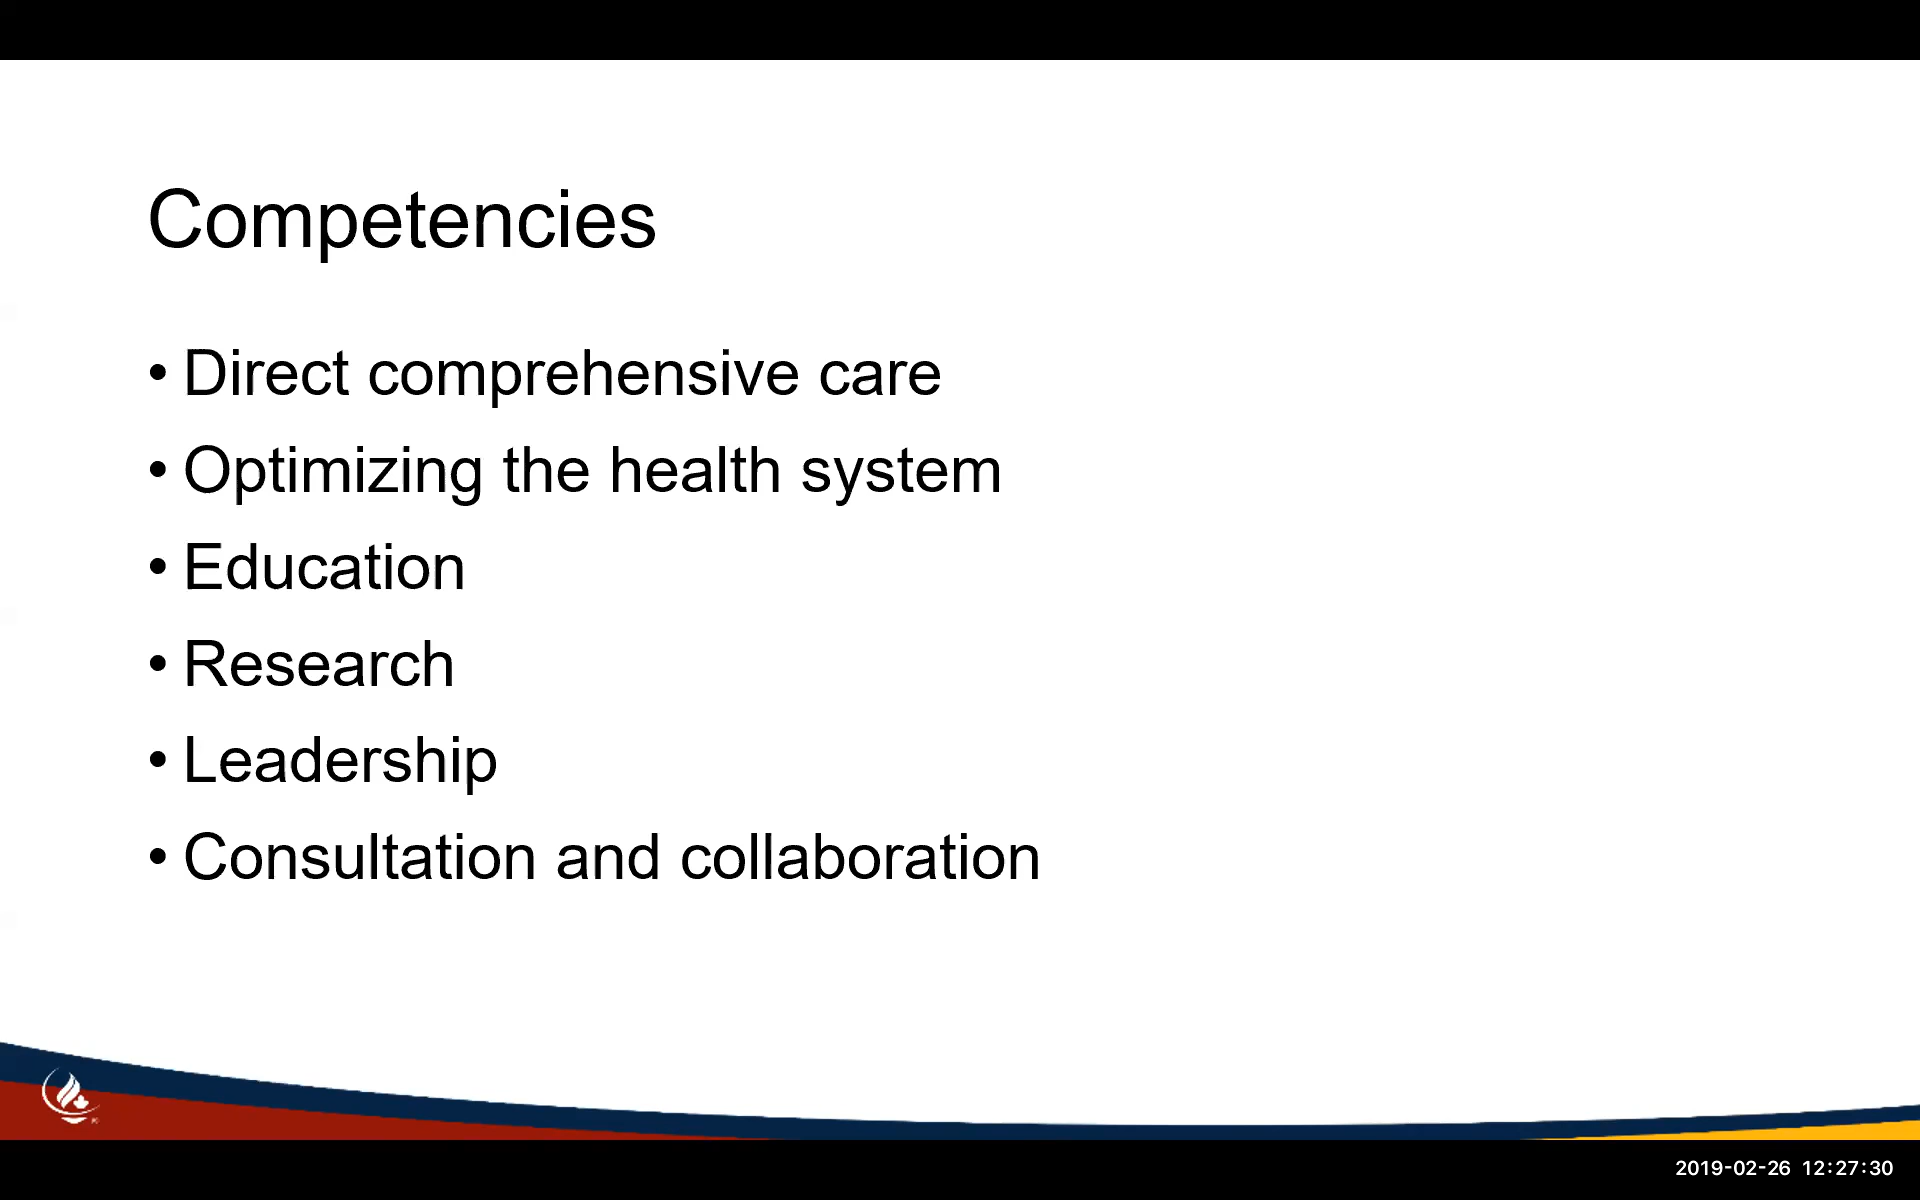 Competencies
• Direct comprehensive care
• Optimizing the health system
• Education
• Research
• Leadership
• Consultation and collaboration
2019-02-26 12:27:30